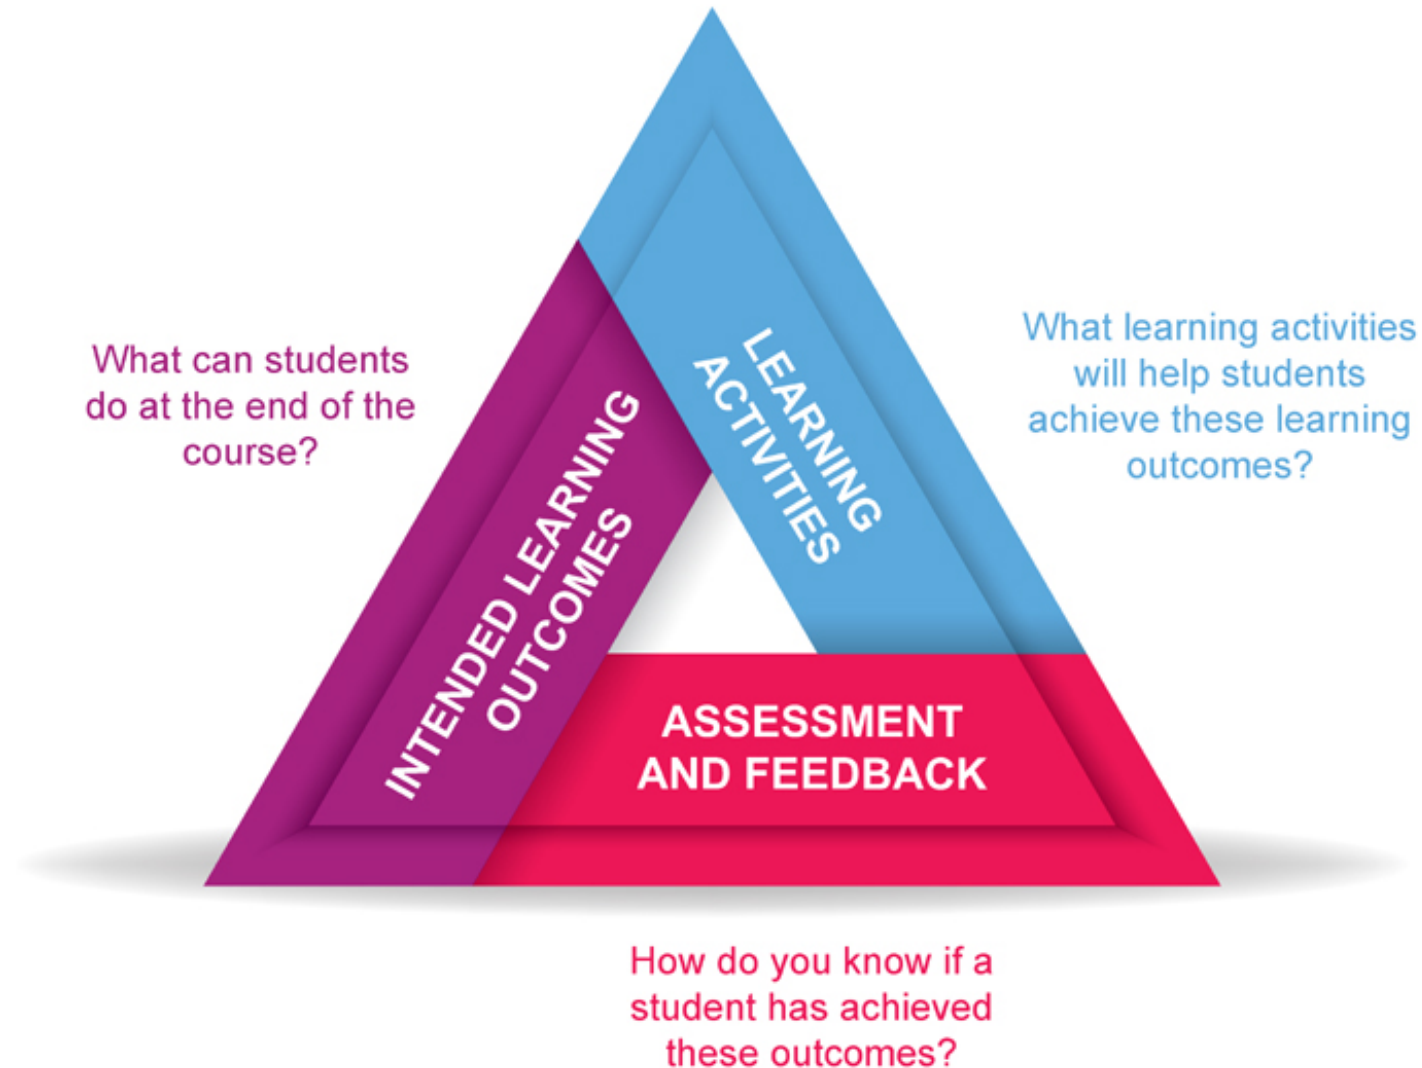 What can students
do at the end of the
course?
INTENDED LEARNING
OUTCOMES
LEARNING
ACTIVITIES
What learning activities
will help students
achieve these learning
outcomes?
ASSESSMENT
AND FEEDBACK
How do you know if a
student has achieved
these outcomes?